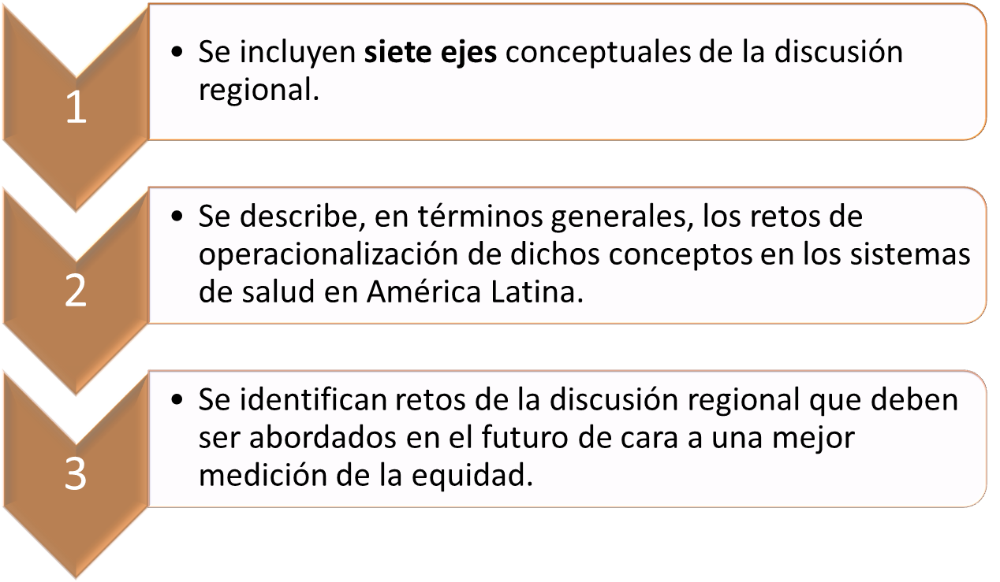 1
• Se incluyen siete ejes conceptuales de la discusión
regional.
2
• Se describe, en términos generales, los retos de
operacionalización de dichos conceptos en los sistemas
de salud en América Latina.
3
• Se identifican retos de la discusión regional que deben
ser abordados en el futuro de cara a una mejor
medición de la equidad.